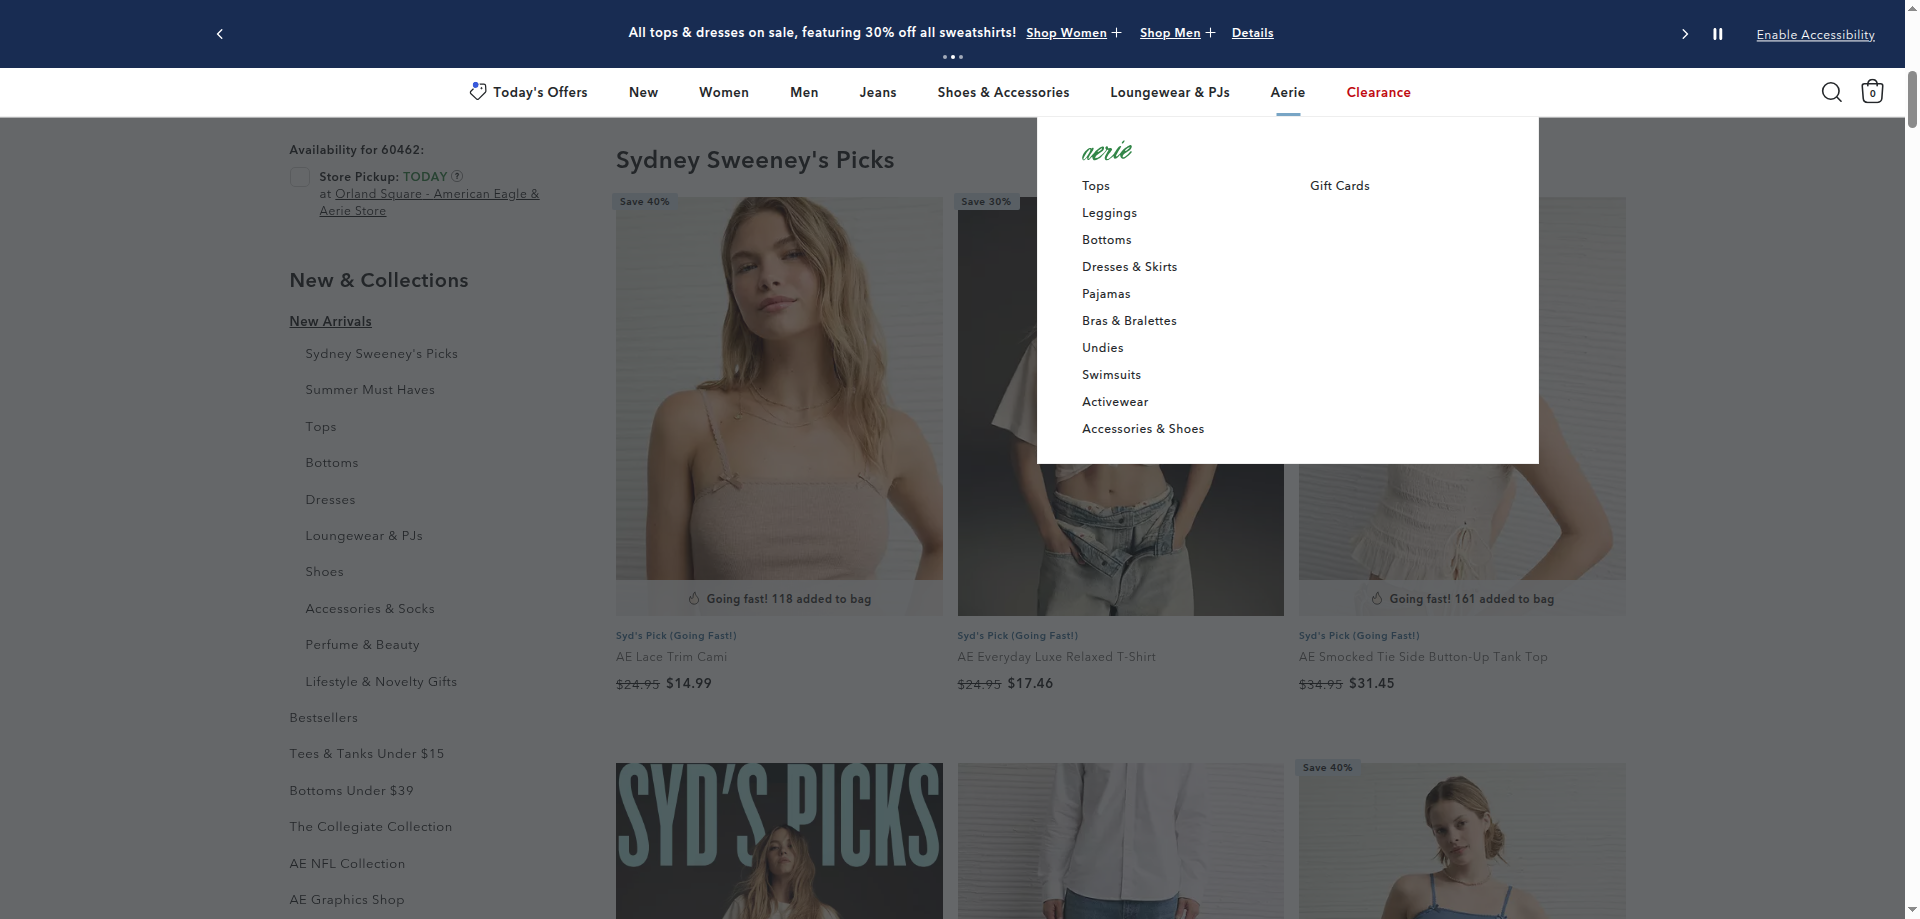 All tops & dresses on sale, featuring 30% off all sweatshirts! Shop Women + Shop Men + Details
Enable Accessibility
Today's Offers
New
Women
Men
Jeans
Shoes & Accessories
Loungewear & PJs
Aerie
Clearance
0
Availability for 60462:
Store Pickup: TODAY ?
at Orland Square - American Eagle &
Aerie Store
New & Collections
New Arrivals
Sydney Sweeney's Picks
Summer Must Haves
Tops
Bottoms
Dresses
Loungewear & PJs
Shoes
Accessories & Socks
Perfume & Beauty
Lifestyle & Novelty Gifts
Bestsellers
Tees & Tanks Under $15
Bottoms Under $39
The Collegiate Collection
AE NFL Collection
AE Graphics Shop
Sydney Sweeney's Picks
aerie
Tops
Leggings
Bottoms
Dresses & Skirts
Pajamas
Bras & Bralettes
Undies
Swimsuits
Activewear
Accessories & Shoes
Gift Cards
Save 40%
Going fast! 118 added to bag
Syd's Pick (Going Fast!)
AE Lace Trim Cami
$24.95 $14.99
Save 30%
Syd's Pick (Going Fast!)
AE Everyday Luxe Relaxed T-Shirt
$24.95 $17.46
Going fast! 161 added to bag
Syd's Pick (Going Fast!)
AE Smocked Tie Side Button-Up Tank Top
$34.95 $31.45
SYD'S PICKS
Save 40%